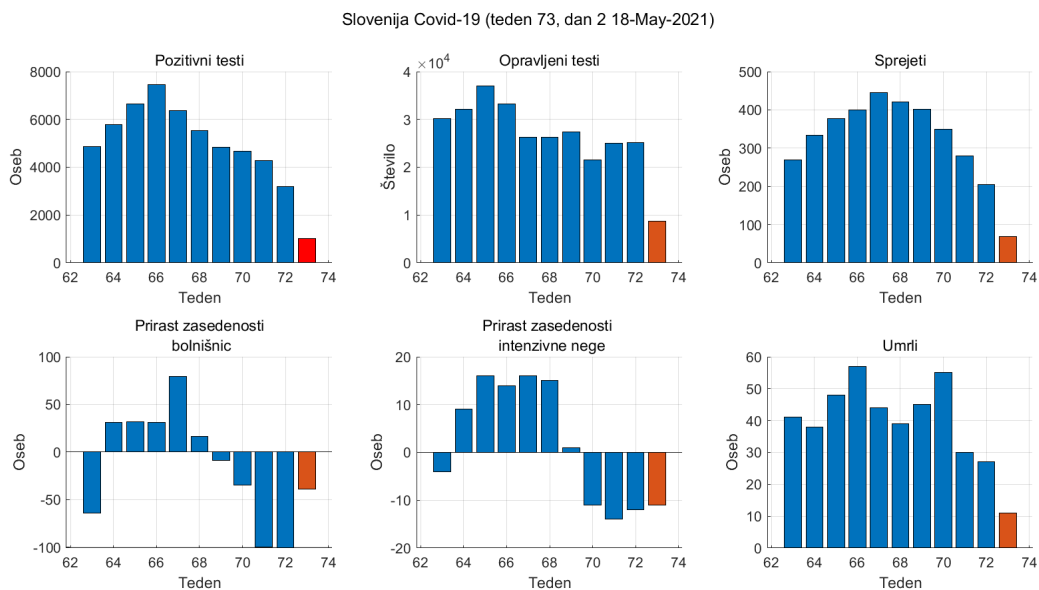 Slovenija Covid-19 (teden 73, dan 2 18-May-2021)
Pozitivni testi
8000
6000
4000
2000
0
Oseb
62 64 66 68 70 72 74
Teden
Opravljeni testi
×10⁴
4
3
2
1
0
Število
62 64 66 68 70 72 74
Teden
Sprejeti
500
400
300
200
100
0
Oseb
62 64 66 68 70 72 74
Teden
Prirast zasedenosti
bolnišnic
100
50
0
-50
-100
Oseb
62 64 66 68 70 72 74
Teden
Prirast zasedenosti
intenzivne nege
20
10
0
-10
-20
Oseb
62 64 66 68 70 72 74
Teden
Umrli
60
50
40
30
20
10
0
Oseb
62 64 66 68 70 72 74
Teden